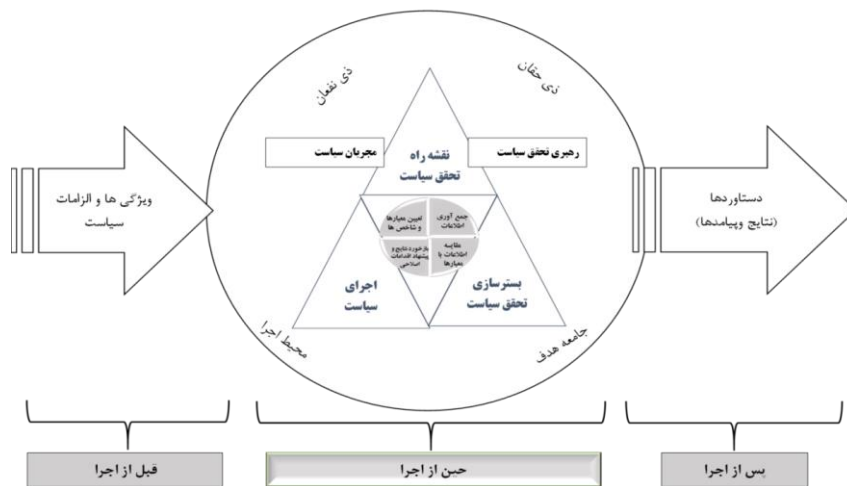 ذی نفعان
ذی حقان
مجریان سیاست
رهبری تحقق سیاست
نقشه راه
تحقق سیاست
ویژگی ها و الزامات
سیاست
تعیین معیارها
و شاخص ها
جمع آوری
اطلاعات
بازخورد نتایج و
پیشنهاد اقدامات
اصلاحی
مقایسه
اطلاعات با
معیارها
اجرای
سیاست
بسترسازی
تحقق سیاست
محیط اجرا
جامعه هدف
دستاوردها
(نتایج وپیامدها)
قبل از اجرا
حین از اجرا
پس از اجرا